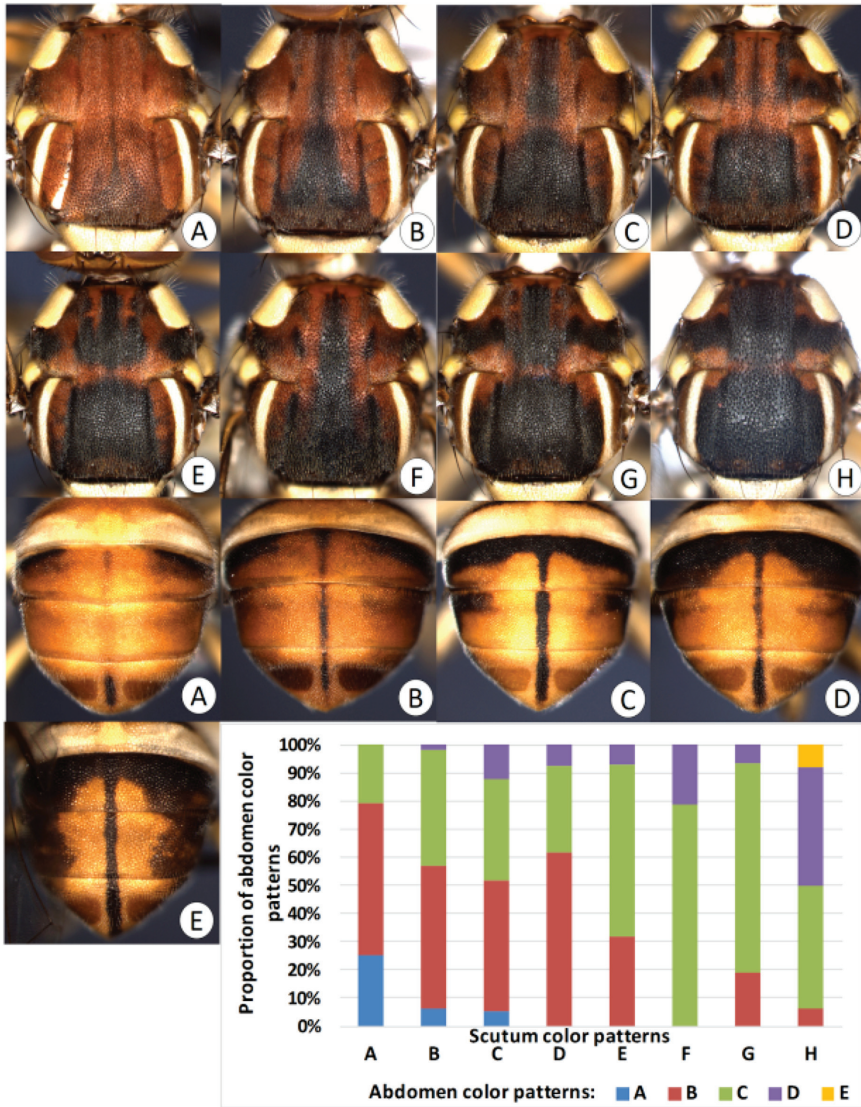 A
B
C
D
E
F
G
H
A
B
C
D
E
Proportion of abdomen color patterns
100%
90%
80%
70%
60%
50%
40%
30%
20%
10%
0%
Scutum color patterns
A B C D E F G H
Abdomen color patterns: A B C D E